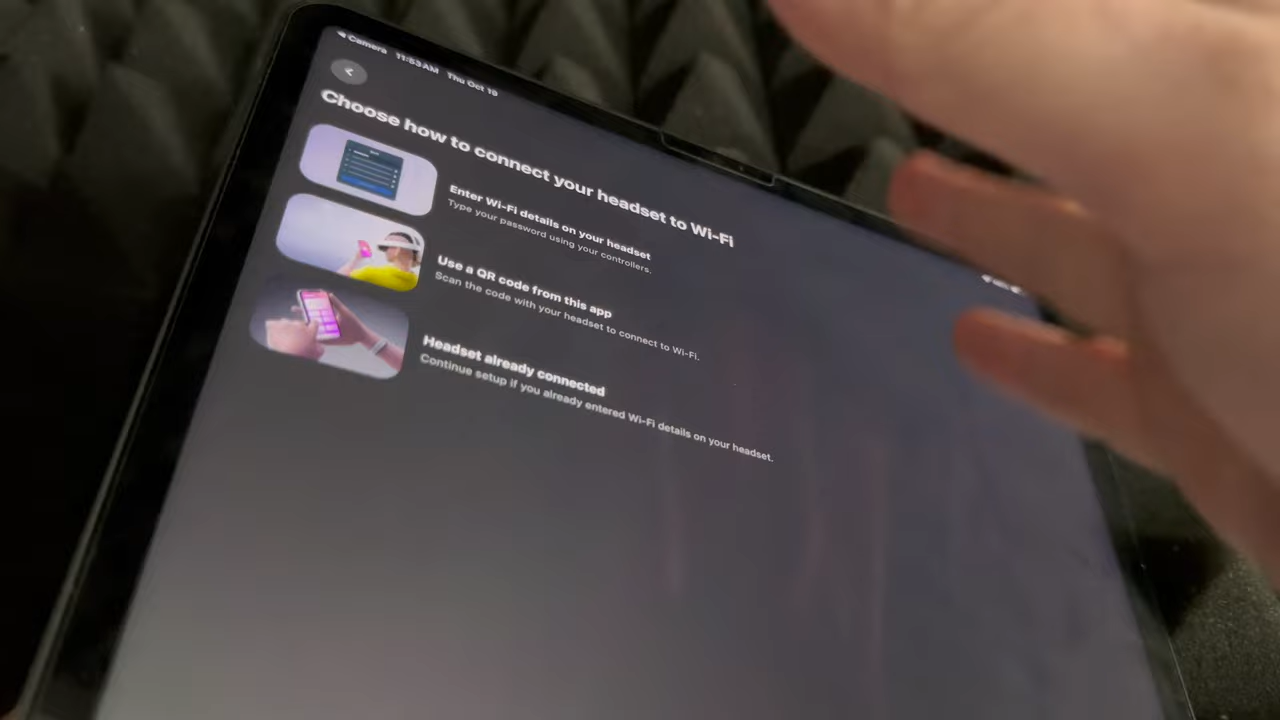 Camera 11:53 AM Thu Oct 19
Choose how to connect your headset to Wi-Fi
Enter Wi-Fi details on your headset
Type your password using your controllers.
Use a QR code from this app
Scan the code with your headset to connect to Wi-Fi.
Headset already connected
Continue setup if you already entered Wi-Fi details on your headset.